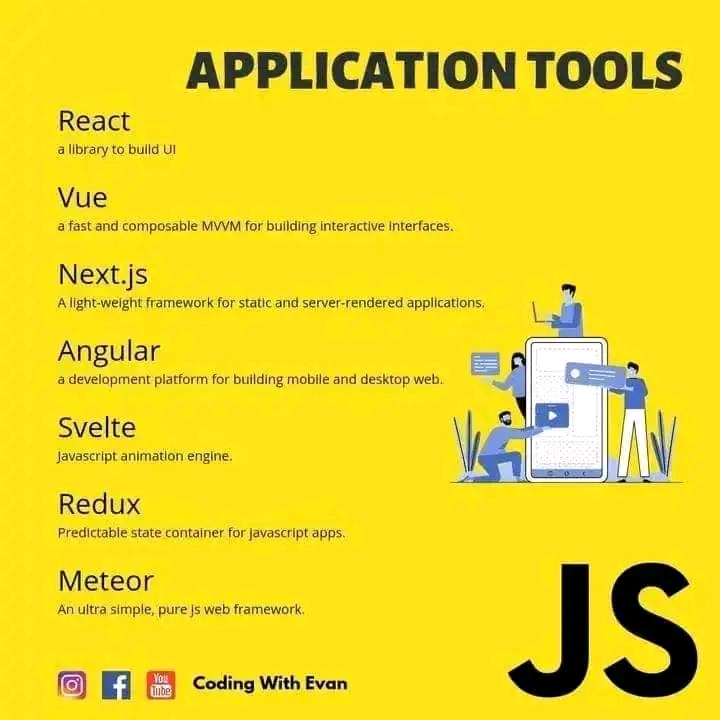 APPLICATION TOOLS
React
a library to build UI
Vue
a fast and composable MVVM for building interactive interfaces.
Next.js
A light-weight framework for static and server-rendered applications.
Angular
a development platform for building mobile and desktop web.
Svelte
Javascript animation engine.
Redux
Predictable state container for javascript apps.
Meteor
An ultra simple, pure js web framework.
JS
You
Tube
Coding With Evan